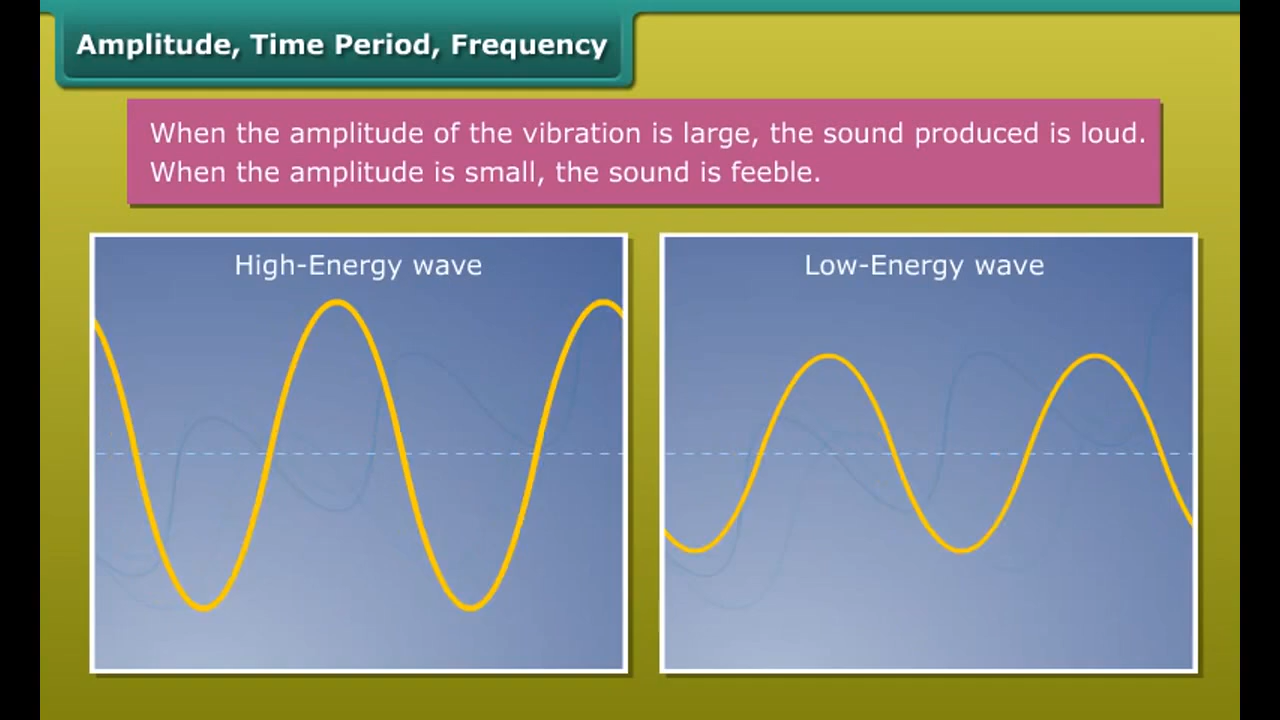 Amplitude, Time Period, Frequency
When the amplitude of the vibration is large, the sound produced is loud.
When the amplitude is small, the sound is feeble.
High-Energy wave
Low-Energy wave